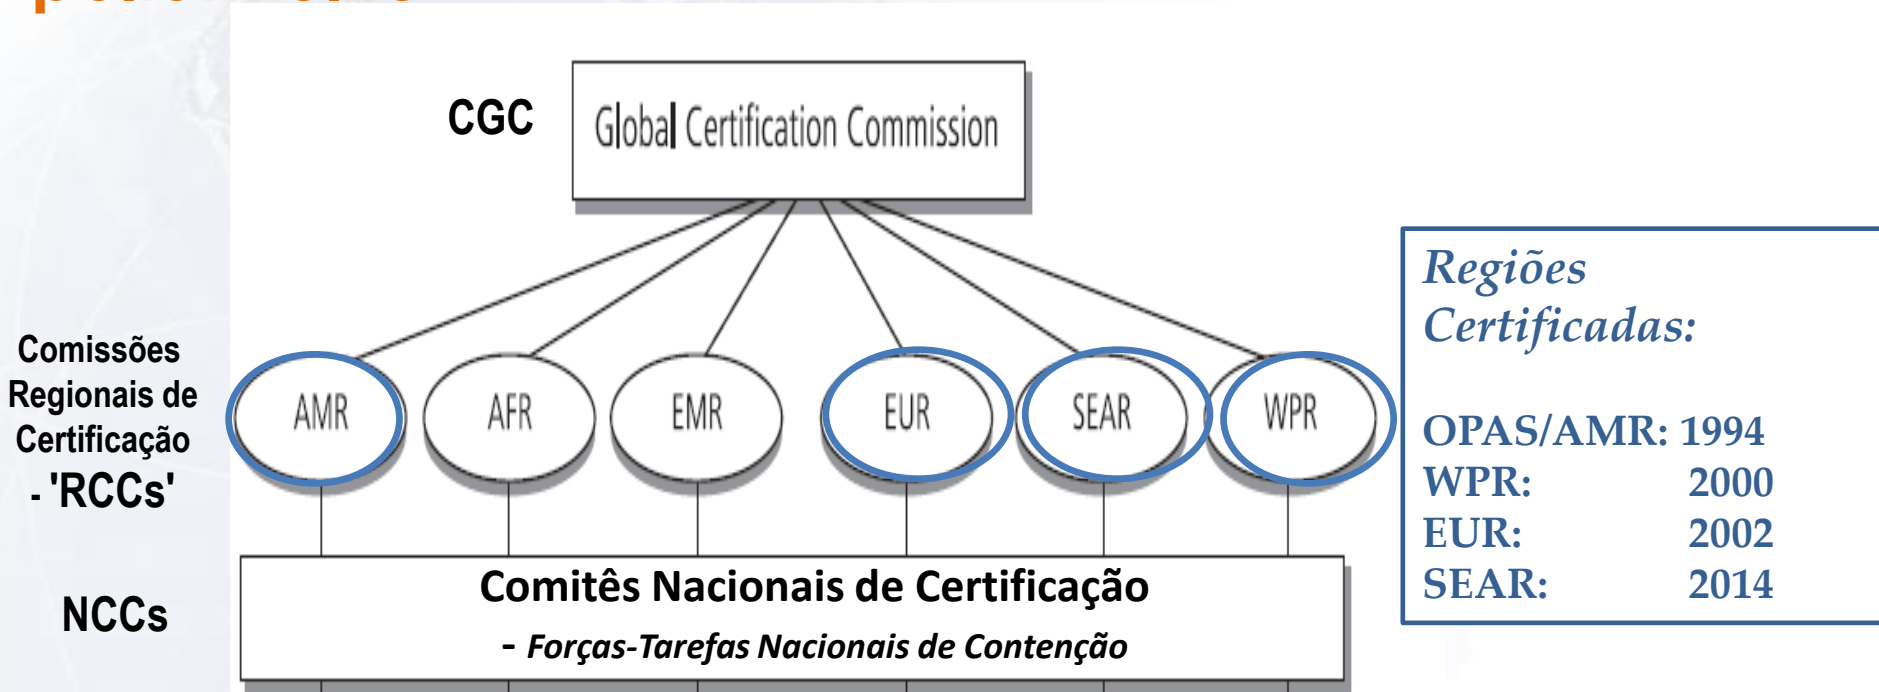 CGC
Global Certification Commission
Comissões
Regionais de
Certificação
- 'RCCs'
AMR
AFR
EMR
EUR
SEAR
WPR
NCCs
Comitês Nacionais de Certificação
- Forças-Tarefas Nacionais de Contenção
Regiões
Certificadas:
OPAS/AMR: 1994
WPR: 2000
EUR: 2002
SEAR: 2014